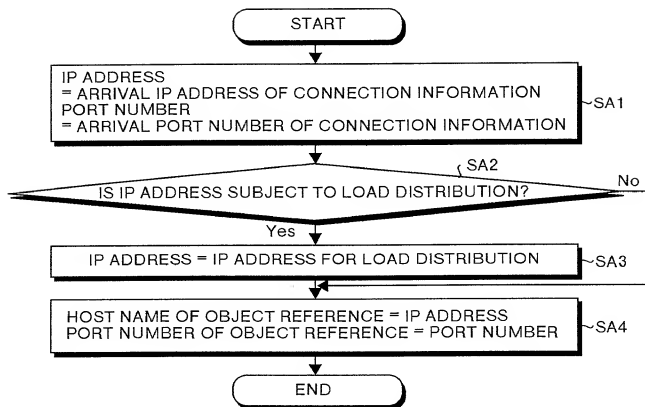 START
IP ADDRESS
= ARRIVAL IP ADDRESS OF CONNECTION INFORMATION
PORT NUMBER
= ARRIVAL PORT NUMBER OF CONNECTION INFORMATION
SA1
SA2
IS IP ADDRESS SUBJECT TO LOAD DISTRIBUTION?
No
Yes
IP ADDRESS = IP ADDRESS FOR LOAD DISTRIBUTION
SA3
HOST NAME OF OBJECT REFERENCE = IP ADDRESS
PORT NUMBER OF OBJECT REFERENCE = PORT NUMBER
SA4
END